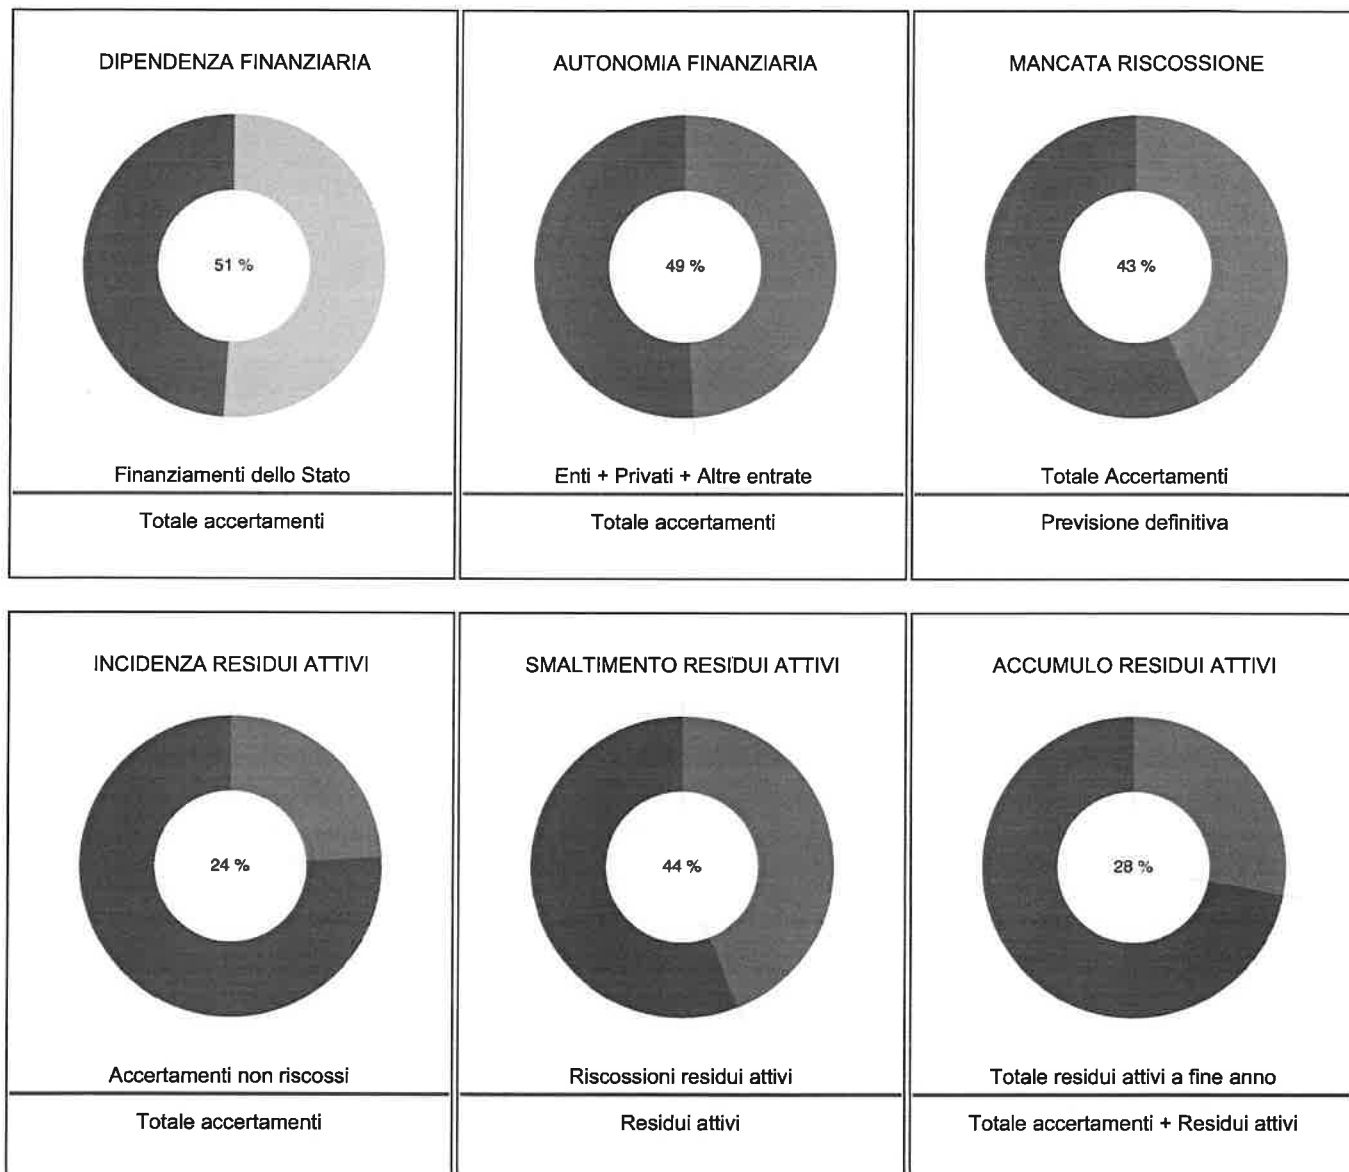 DIPENDENZA FINANZIARIA
51 %
Finanziamenti dello Stato
Totale accertamenti
AUTONOMIA FINANZIARIA
49 %
Enti + Privati + Altre entrate
Totale accertamenti
MANCATA RISCOSSIONE
43 %
Totale Accertamenti
Previsione definitiva
INCIDENZA RESIDUI ATTIVI
24 %
Accertamenti non riscossi
Totale accertamenti
SMALTIMENTO RESIDUI ATTIVI
44 %
Riscossioni residui attivi
Residui attivi
ACCUMULO RESIDUI ATTIVI
28 %
Totale residui attivi a fine anno
Totale accertamenti + Residui attivi